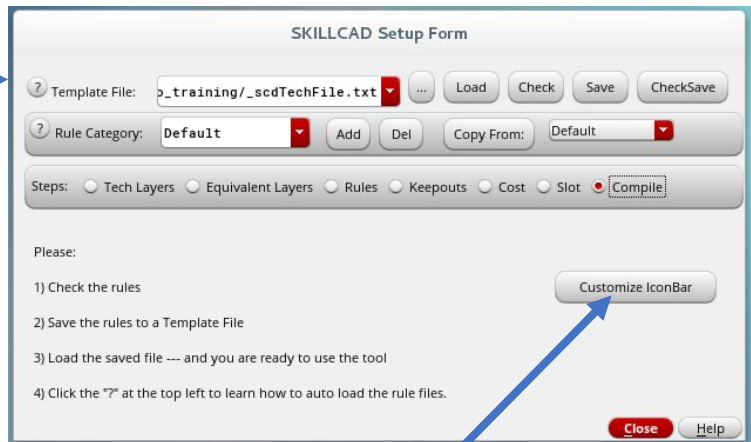 SKILLCAD Setup Form
? Template File: o_training/_scdTechFile.txt ... Load Check Save CheckSave
? Rule Category: Default Add Del Copy From: Default
Steps: Tech Layers Equivalent Layers Rules Keepouts Cost Slot Compile
Please:
1) Check the rules
Customize IconBar
2) Save the rules to a Template File
3) Load the saved file --- and you are ready to use the tool
4) Click the "?" at the top left to learn how to auto load the rule files.
Close Help